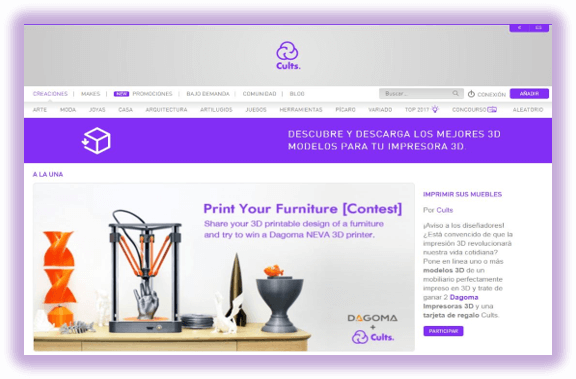 Cults.
CREACIONES | MAKES | NEW PROMOCIONES | BAJO DEMANDA | COMUNIDAD | BLOG
Buscar... CONEXIÓN AÑADIR
ARTE MODA JOYAS CASA ARQUITECTURA ARTILUGIOS JUEGOS HERRAMIENTAS PÍCARO VARIADO TOP 2017 CONCURSO ALEATORIO
DESCUBRE Y DESCARGA LOS MEJORES 3D
MODELOS PARA TU IMPRESORA 3D.
A LA UNA
Print Your Furniture [Contest]
Share your 3D printable design of a furniture
and try to win a Dagoma NEVA 3D printer.
DAGOMA
+
Cults.
IMPRIMIR SUS MUEBLES
Por Cults
¡Aviso a los diseñadores!
¿Está convencido de que la
impresión 3D revolucionará
nuestra vida cotidiana?
Pone en línea uno o más
modelos 3D de un
mobiliario perfectamente
impreso en 3D y trate de
ganar 2 Dagoma
Impresoras 3D y una
tarjeta de regalo Cults.
PARTICIPAR